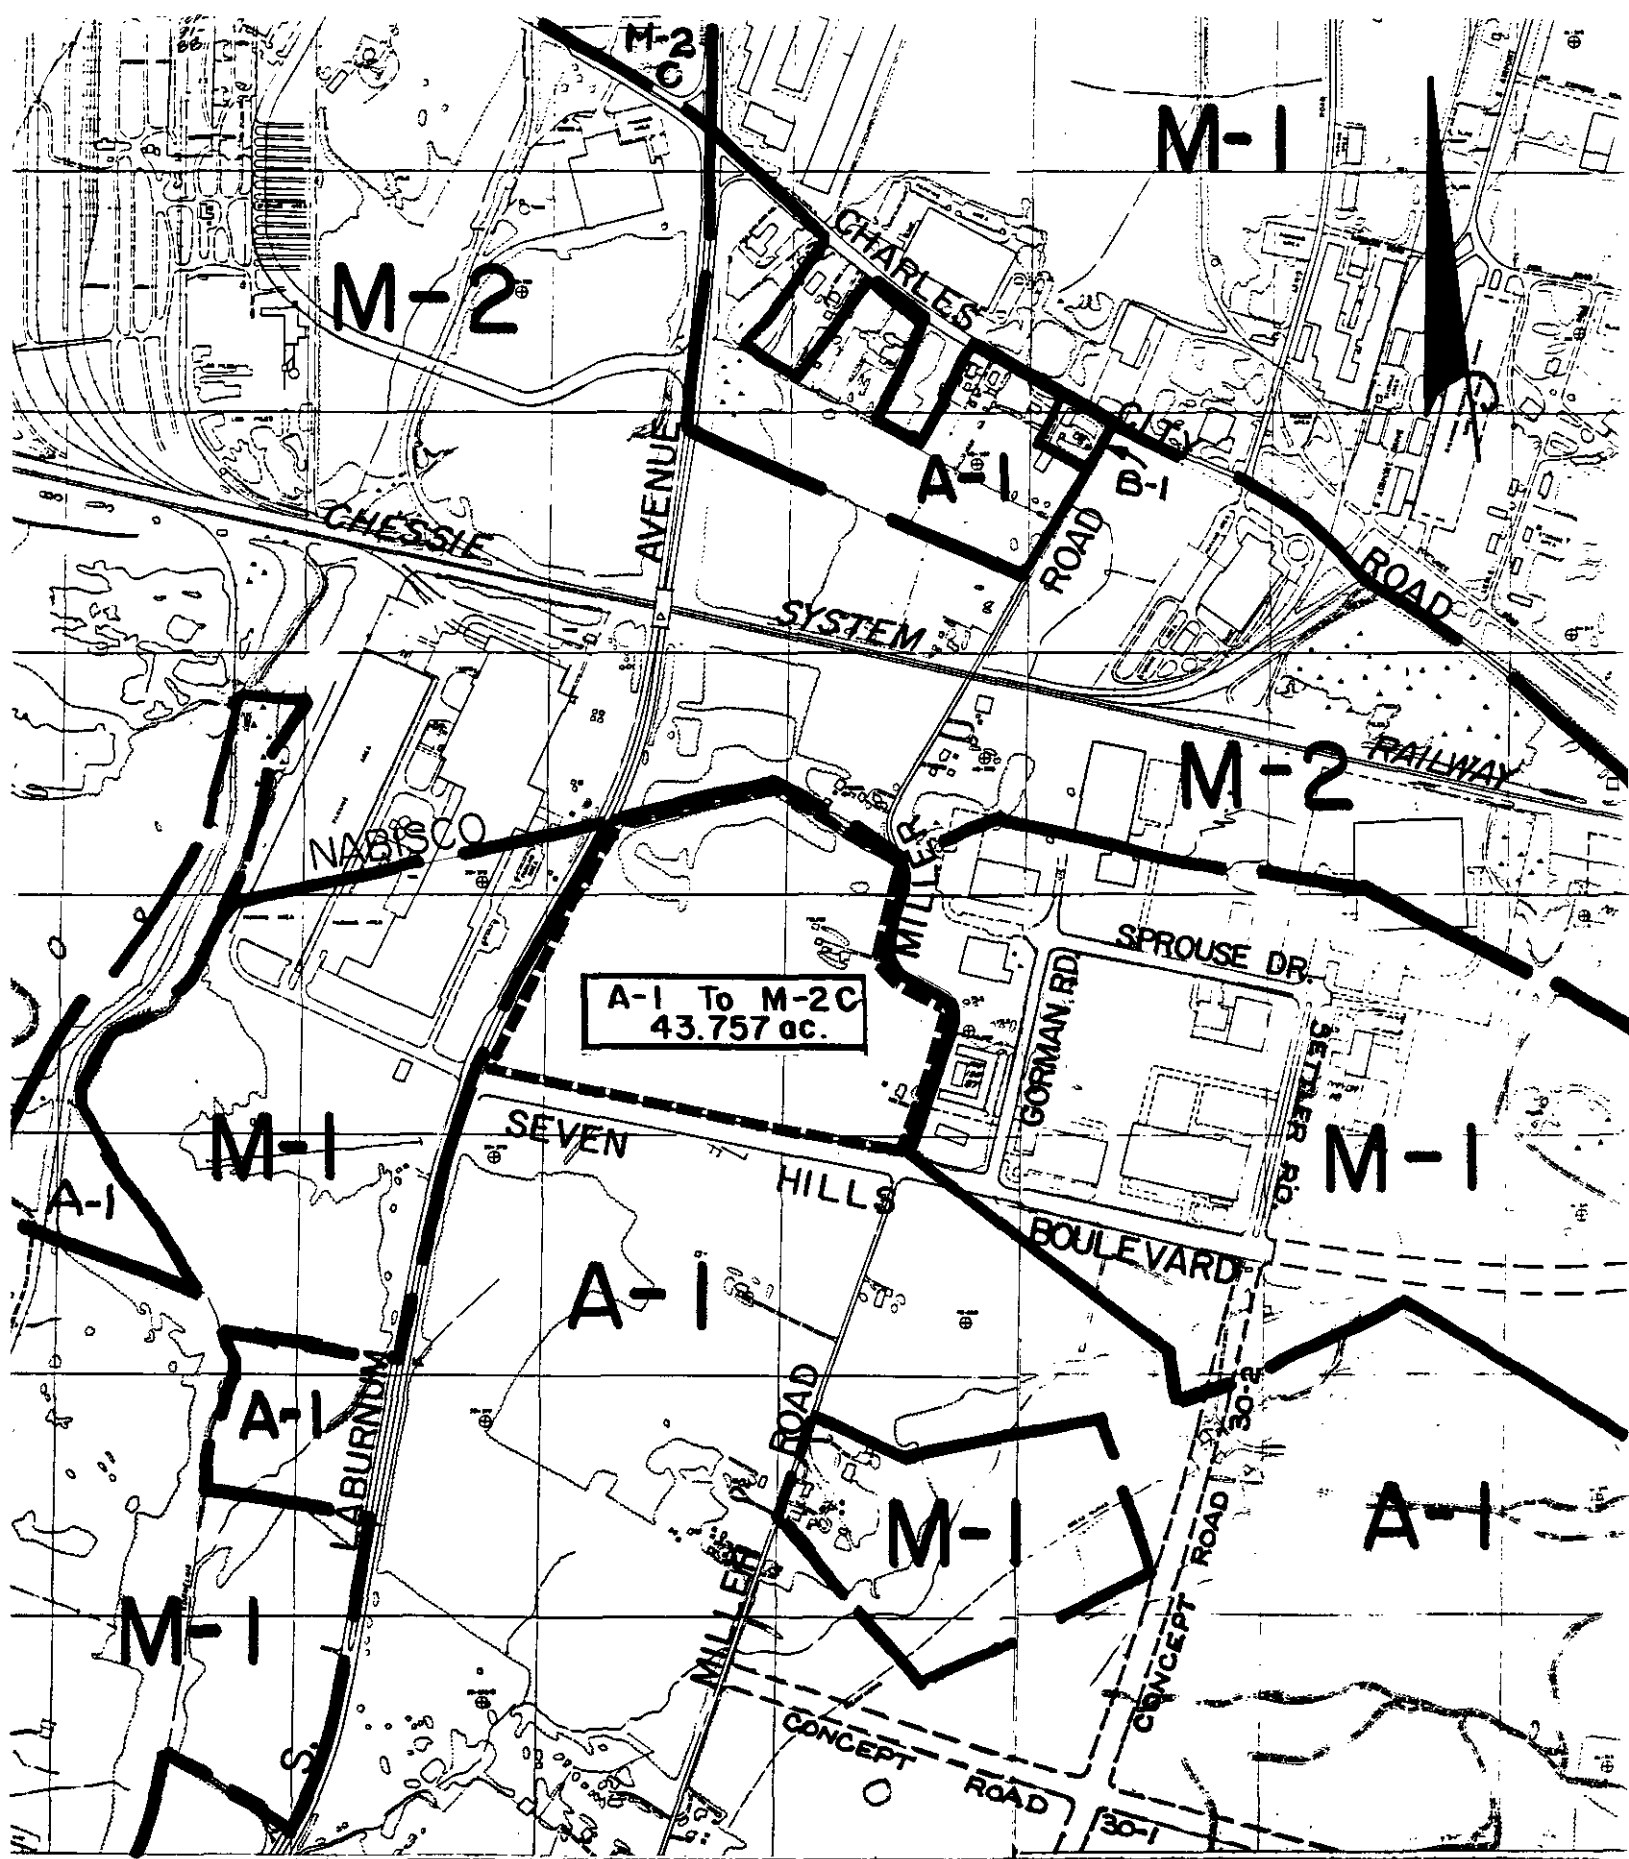 M-2
C
M-1
CHARLES
M-2
CITY
AVENUE
A-1
B-1
CHESSIE
ROAD
ROAD
SYSTEM
M-2
RAILWAY
NABISCO
MILLER
SPROUSE DR.
A-1 To M-2C
43.757 ac.
GORMAN RD.
SETTLER RD.
SEVEN
M-1
M-1
HILLS
A-1
BOULEVARD
A-1
30-2
ROAD
A-1
LABURNUM
M-1
A-1
ROAD
MILLER
M-1
CONCEPT
S.
CONCEPT
ROAD
30-1